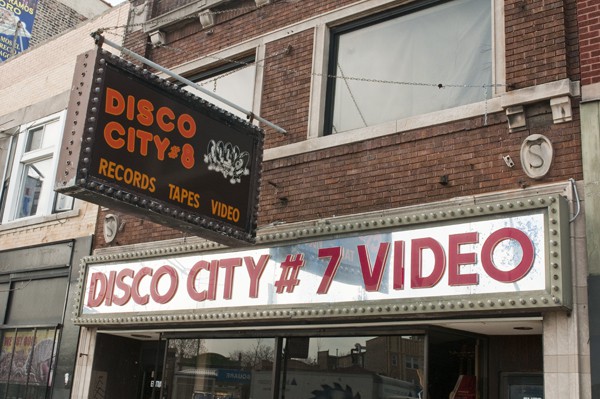 DISCO
CITY#8
RECORDS TAPES VIDEO
DISCO CITY # 7 VIDEO
S
S